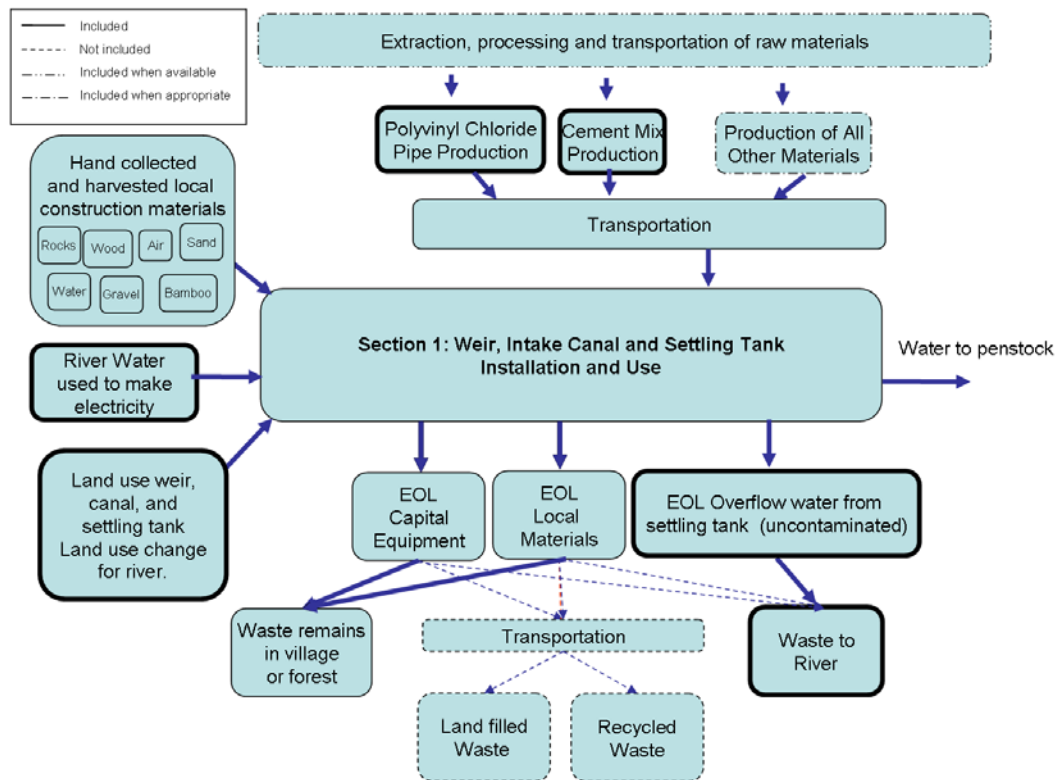 Included
Not included
Included when available
Included when appropriate
Extraction, processing and transportation of raw materials
Polyvinyl Chloride
Pipe Production
Cement Mix
Production
Production of All
Other Materials
Hand collected
and harvested local
construction materials
Rocks
Wood
Air
Sand
Water
Gravel
Bamboo
Transportation
Section 1: Weir, Intake Canal and Settling Tank
Installation and Use
Water to penstock
River Water
used to make
electricity
Land use weir,
canal, and
settling tank
Land use change
for river.
EOL
Capital
Equipment
EOL
Local
Materials
EOL Overflow water from
settling tank (uncontaminated)
Waste remains
in village
or forest
Transportation
Waste to
River
Land filled
Waste
Recycled
Waste